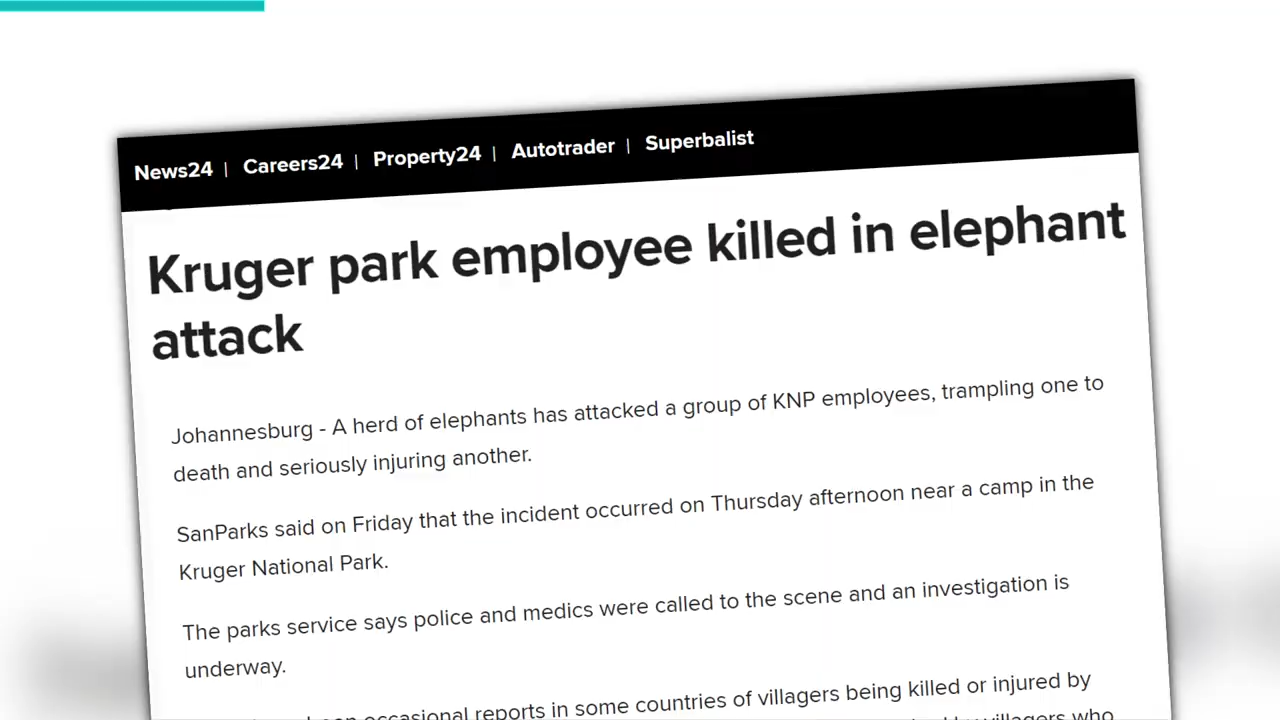 News24 | Careers24 | Property24 | Autotrader | Superbalist
Kruger park employee killed in elephant
attack
Johannesburg - A herd of elephants has attacked a group of KNP employees, trampling one to
death and seriously injuring another.
SanParks said on Friday that the incident occurred on Thursday afternoon near a camp in the
Kruger National Park.
The parks service says police and medics were called to the scene and an investigation is
underway.
occasional reports in some countries of villagers being killed or injured by
villagers who